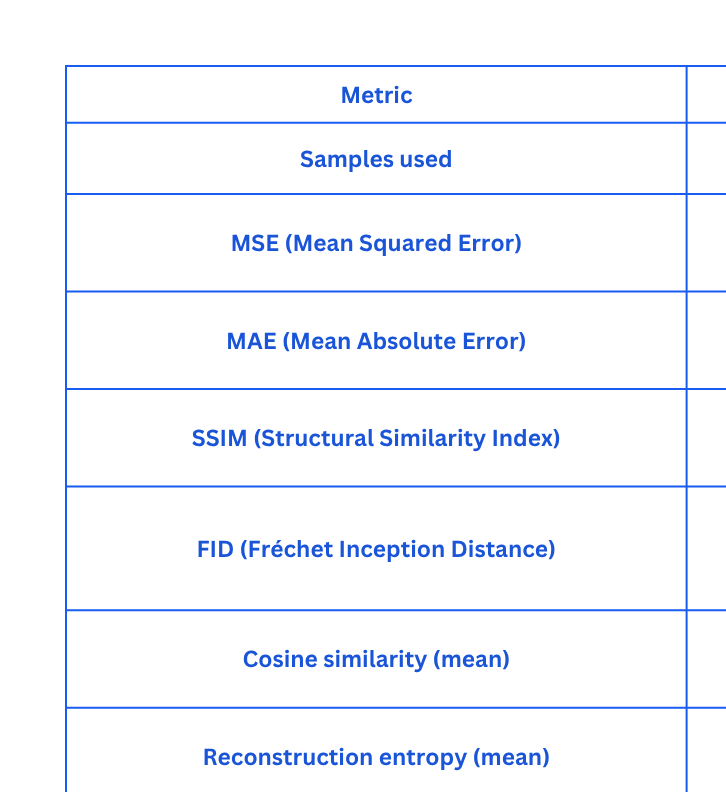 Metric
Samples used
MSE (Mean Squared Error)
MAE (Mean Absolute Error)
SSIM (Structural Similarity Index)
FID (Fréchet Inception Distance)
Cosine similarity (mean)
Reconstruction entropy (mean)